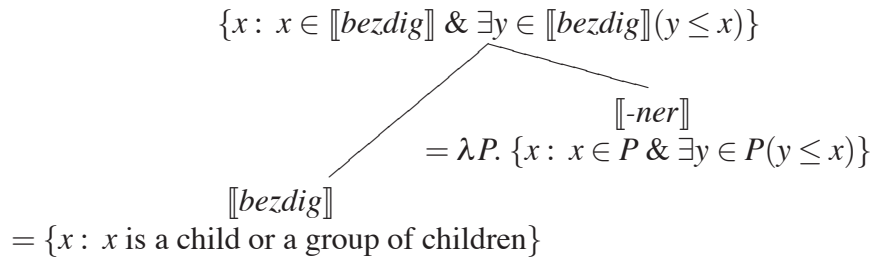 {x : x ∈ ⟦bezdig⟧ & ∃y ∈ ⟦bezdig⟧(y ≤ x)}
⟦-ner⟧
= λP. {x : x ∈ P & ∃y ∈ P(y ≤ x)}
⟦bezdig⟧
= {x : x is a child or a group of children}